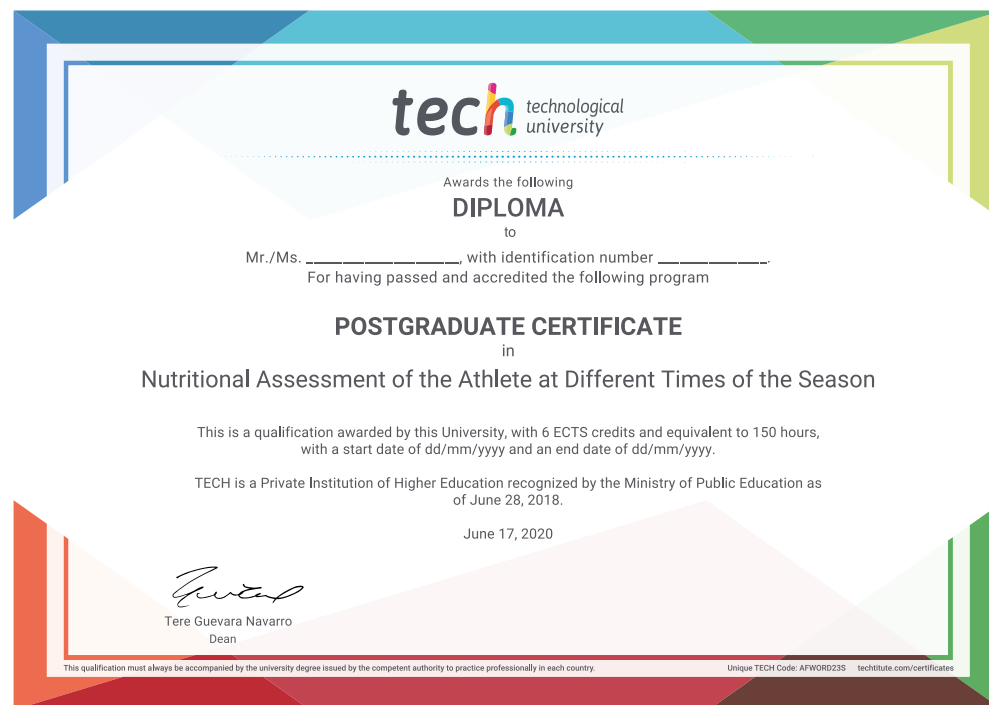 tech technological
university
Awards the following
DIPLOMA
to
Mr./Ms. ____________________, with identification number ______________.
For having passed and accredited the following program
POSTGRADUATE CERTIFICATE
in
Nutritional Assessment of the Athlete at Different Times of the Season
This is a qualification awarded by this University, with 6 ECTS credits and equivalent to 150 hours,
with a start date of dd/mm/yyyy and an end date of dd/mm/yyyy.
TECH is a Private Institution of Higher Education recognized by the Ministry of Public Education as
of June 28, 2018.
June 17, 2020
Tere Guevara Navarro
Dean
This qualification must always be accompanied by the university degree issued by the competent authority to practice professionally in each country.
Unique TECH Code: AFWORD23S techtitute.com/certificates